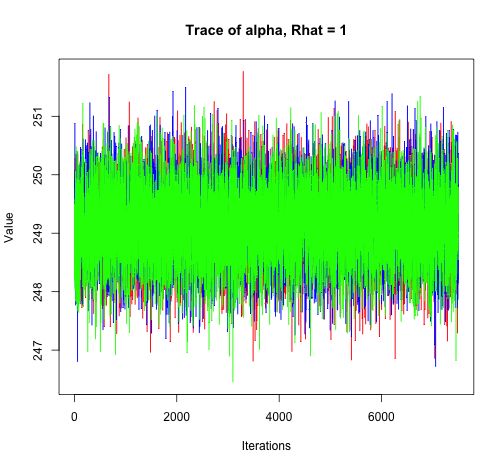 Trace of alpha, Rhat = 1
251
250
249
248
247
Value
0 2000 4000 6000
Iterations